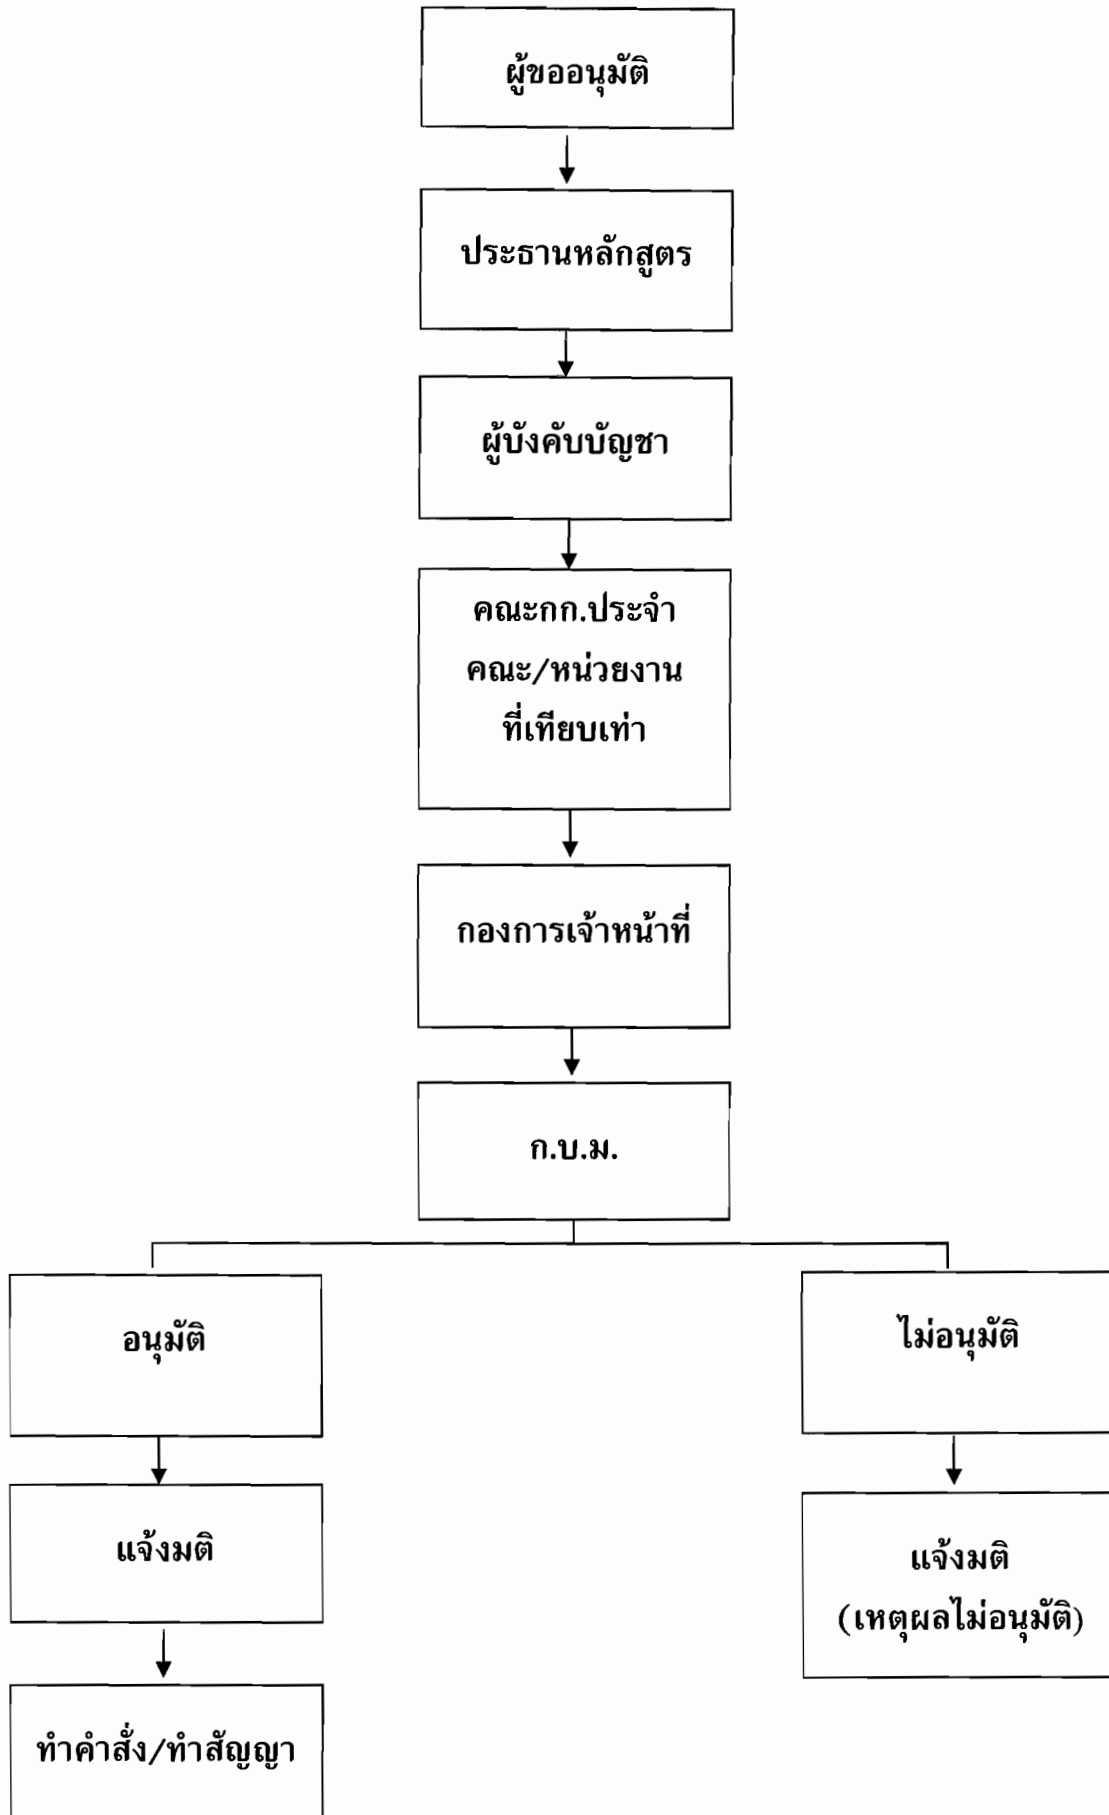 ผู้ขออนุมัติ
ประธานหลักสูตร
ผู้บังคับบัญชา
คณะกก.ประจำ
คณะ/หน่วยงาน
ที่เทียบเท่า
กองการเจ้าหน้าที่
ก.บ.ม.
อนุมัติ
ไม่อนุมัติ
แจ้งมติ
แจ้งมติ
(เหตุผลไม่อนุมัติ)
ทำคำสั่ง/ทำสัญญา